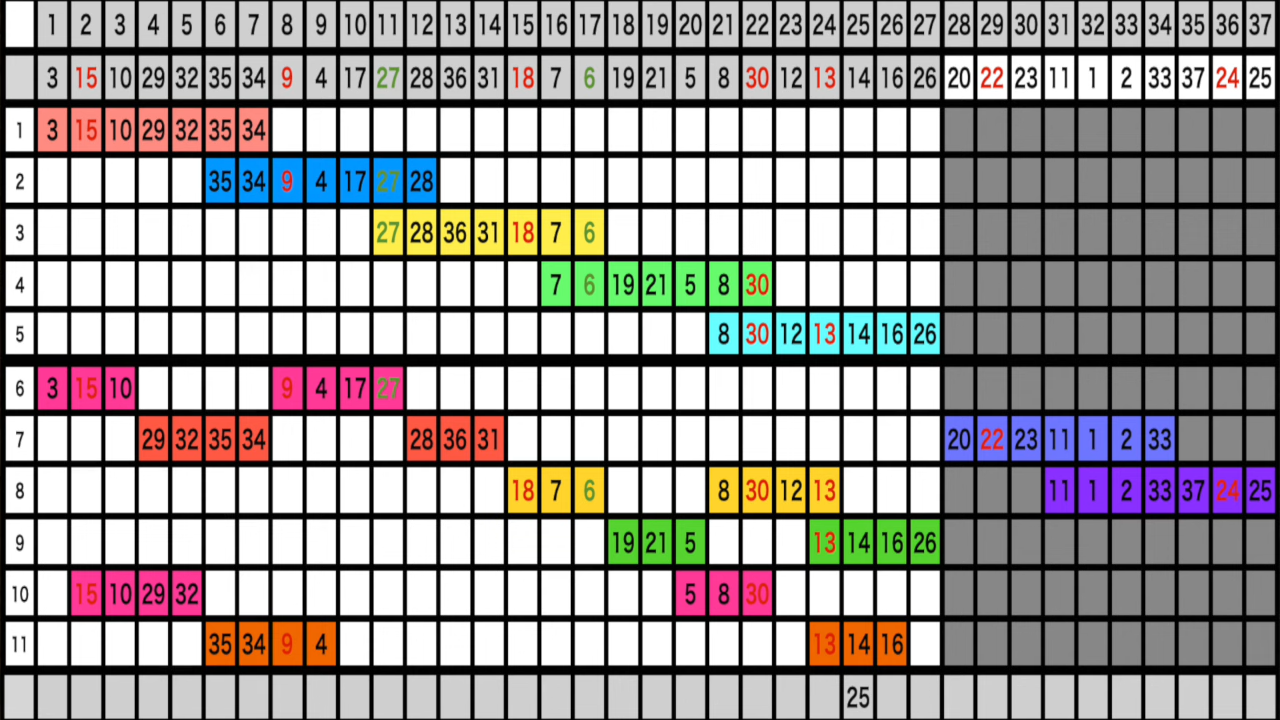 1 2 3 4 5 6 7 8 9 10 11 12 13 14 15 16 17 18 19 20 21 22 23 24 25 26 27 28 29 30 31 32 33 34 35 36 37
3 15 10 29 32 35 34 9 4 17 27 28 36 31 18 7 6 19 21 5 8 30 12 13 14 16 26 20 22 23 11 1 2 33 37 24 25
1 3 15 10 29 32 35 34
2 35 34 9 4 17 27 28
3 27 28 36 31 18 7 6
4 7 6 19 21 5 8 30
5 8 30 12 13 14 16 26
6 3 15 10 9 4 17 27
7 29 32 35 34 28 36 31 20 22 23 11 1 2 33
8 18 7 6 8 30 12 13 11 1 2 33 37 24 25
9 19 21 5 13 14 16 26
10 15 10 29 32 5 8 30
11 35 34 9 4 13 14 16
25